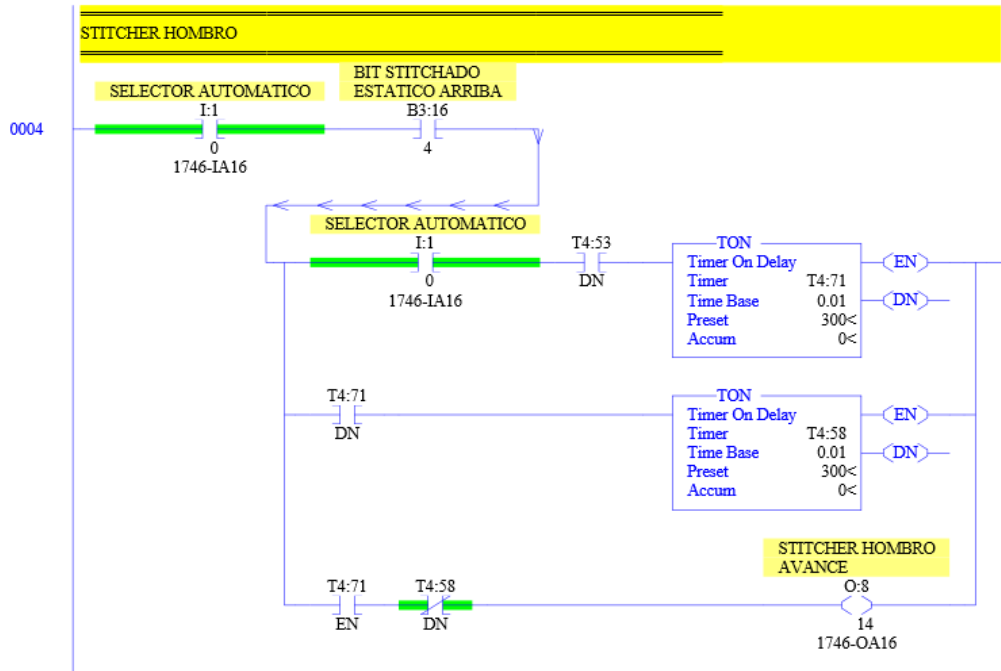 STITCHER HOMBRO
BIT STITCHADO
SELECTOR AUTOMATICO ESTATICO ARRIBA
I:1 B3:16
0004
0 4
1746-IA16
SELECTOR AUTOMATICO
I:1 T4:53
0 DN
1746-IA16
TON
Timer On Delay EN
Timer T4:71
Time Base 0.01 DN
Preset 300<
Accum 0<
T4:71
DN
TON
Timer On Delay EN
Timer T4:58
Time Base 0.01 DN
Preset 300<
Accum 0<
STITCHER HOMBRO
AVANCE
T4:71 T4:58 O:8
EN DN 14
1746-OA16